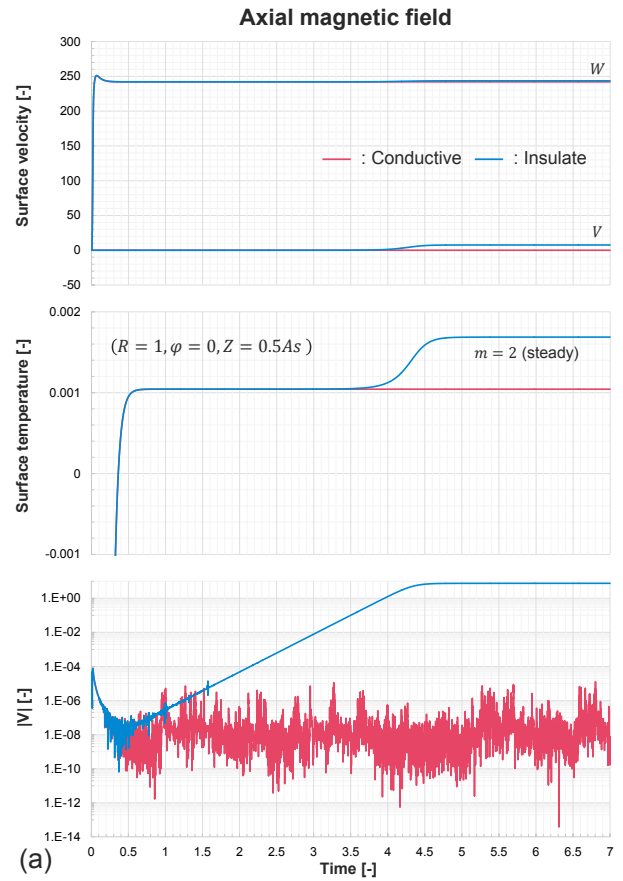 Axial magnetic field
Surface velocity [-]
300
250
200
150
100
50
0
-50
W
: Conductive : Insulate
V
Surface temperature [-]
0.002
0.001
0
-0.001
(R = 1, φ = 0, Z = 0.5As )
m = 2 (steady)
|V| [-]
1.E+00
1.E-02
1.E-04
1.E-06
1.E-08
1.E-10
1.E-12
1.E-14
0 0.5 1 1.5 2 2.5 3 3.5 4 4.5 5 5.5 6 6.5 7
Time [-]
(a)